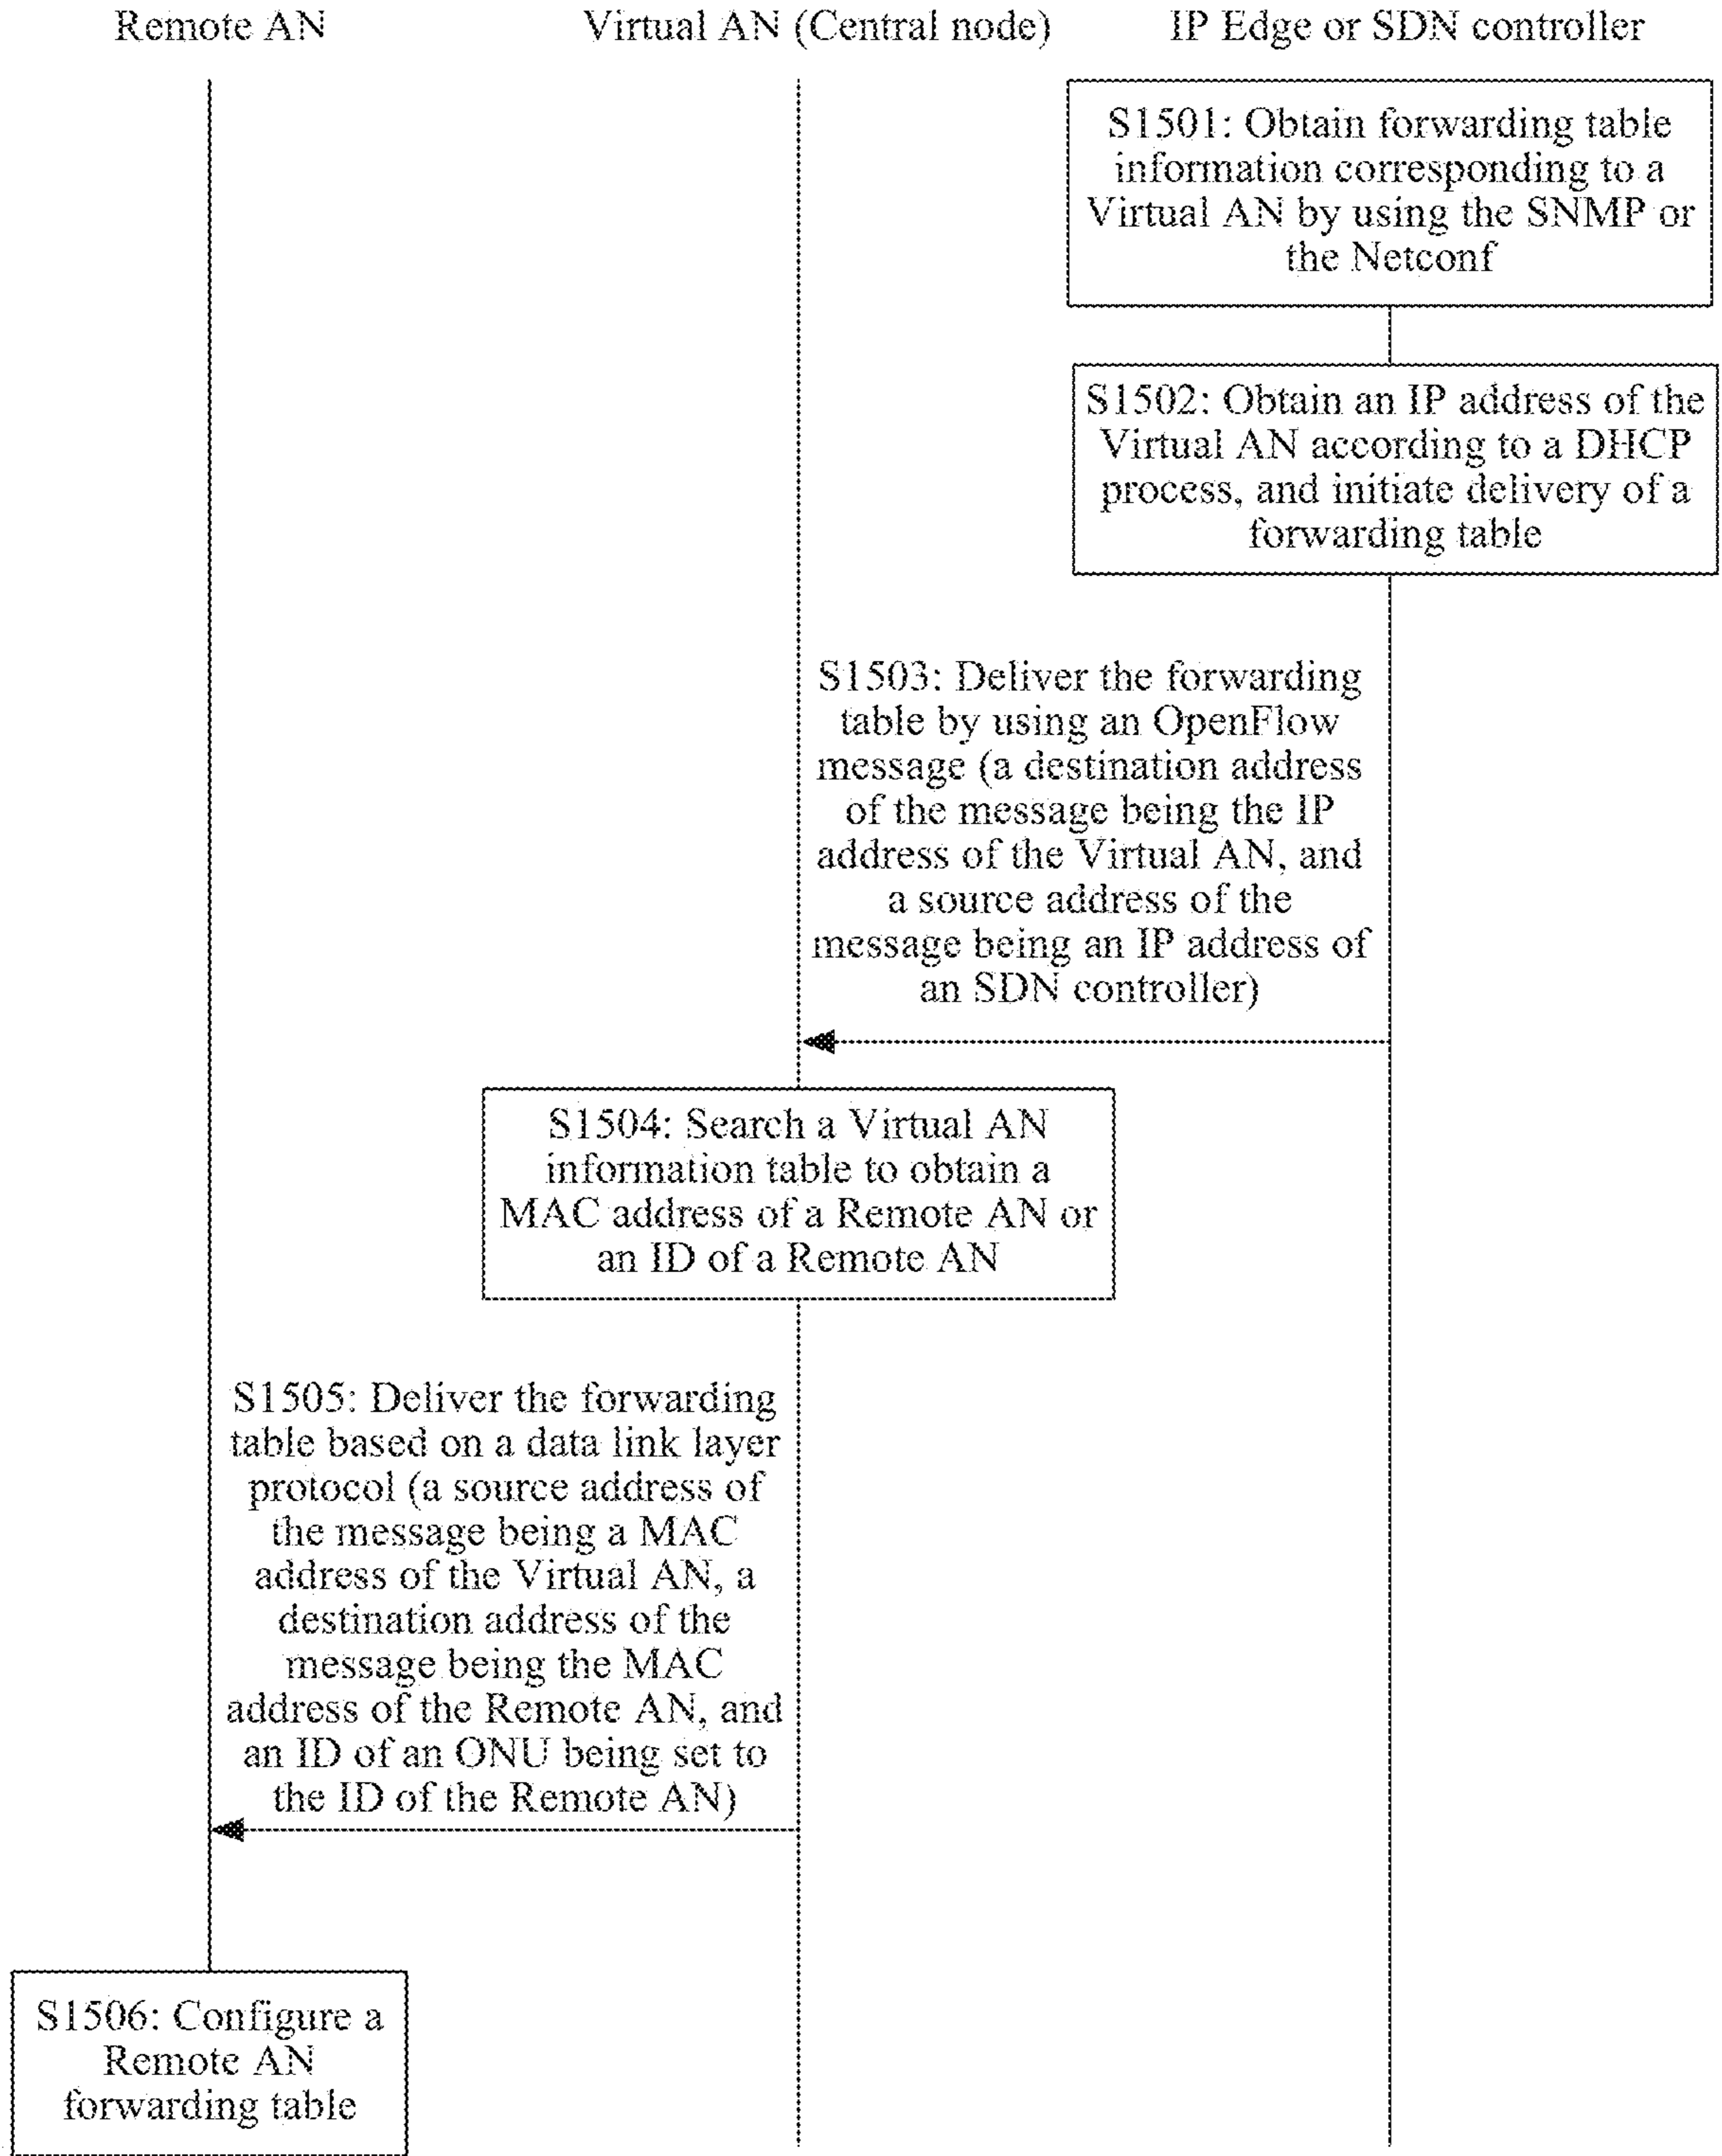 Remote AN
Virtual AN (Central node)
IP Edge or SDN controller
S1501: Obtain forwarding table
information corresponding to a
Virtual AN by using the SNMP or
the Netconf
S1502: Obtain an IP address of the
Virtual AN according to a DHCP
process, and initiate delivery of a
forwarding table
S1503: Deliver the forwarding
table by using an OpenFlow
message (a destination address
of the message being the IP
address of the Virtual AN, and
a source address of the
message being an IP address of
an SDN controller)
S1504: Search a Virtual AN
information table to obtain a
MAC address of a Remote AN or
an ID of a Remote AN
S1505: Deliver the forwarding
table based on a data link layer
protocol (a source address of
the message being a MAC
address of the Virtual AN, a
destination address of the
message being the MAC
address of the Remote AN, and
an ID of an ONU being set to
the ID of the Remote AN)
S1506: Configure a
Remote AN
forwarding table